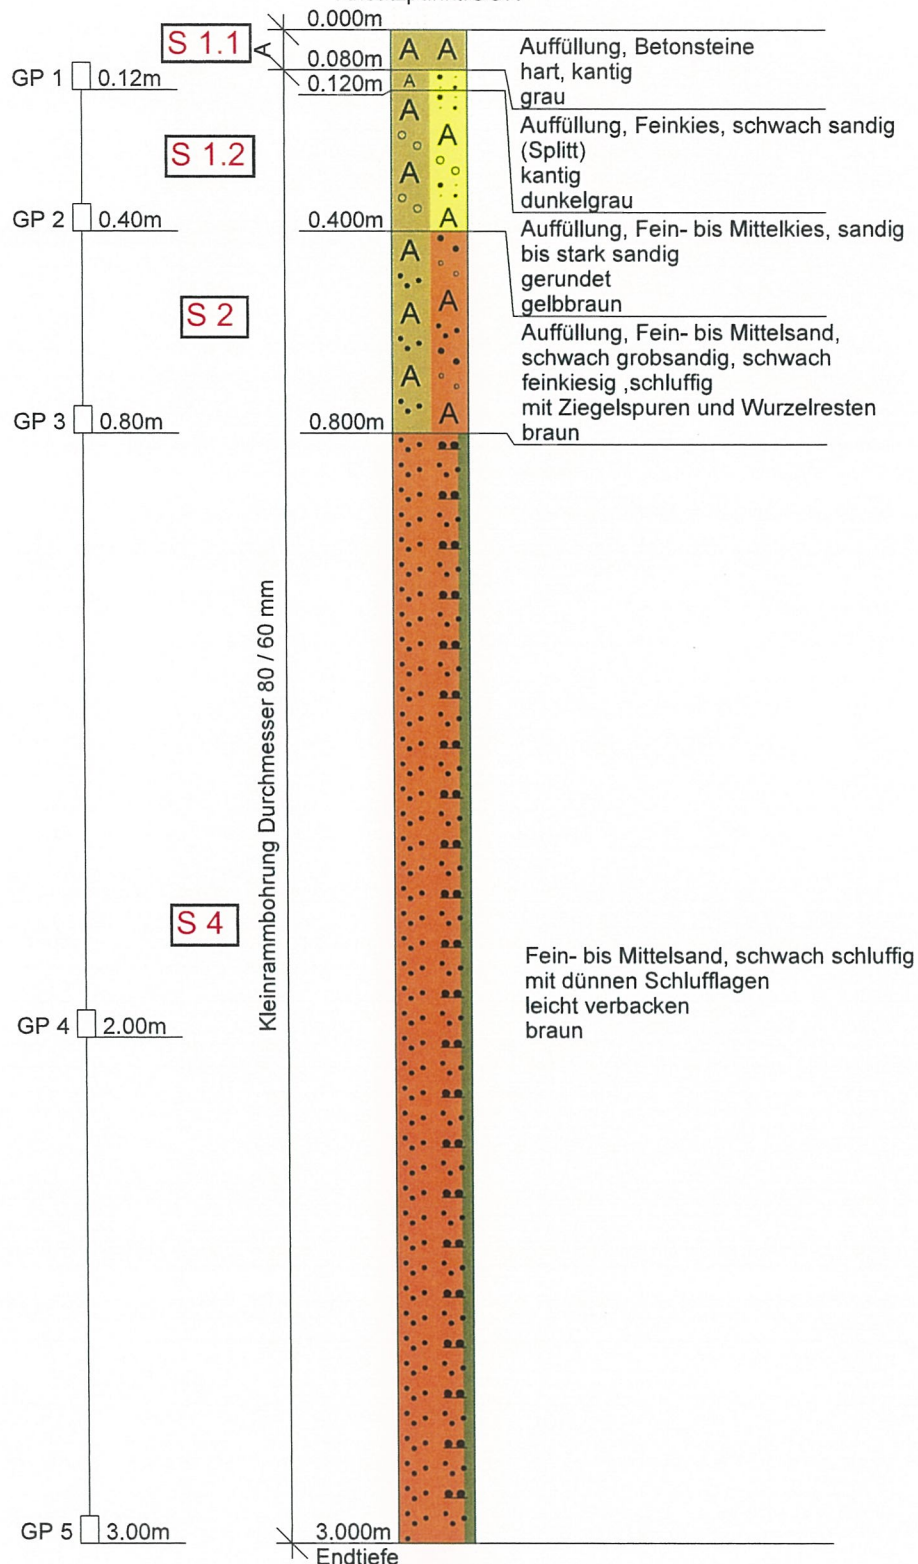 0.000m
S 1.1
A
A A
0.080m
Auffüllung, Betonsteine
hart, kantig
grau
GP 1 0.12m
0.120m
A
A
A
A
A
Auffüllung, Feinkies, schwach sandig
(Splitt)
kantig
dunkelgrau
S 1.2
GP 2 0.40m
0.400m
Auffüllung, Fein- bis Mittelkies, sandig
bis stark sandig
gerundet
gelbbraun
S 2
A
A
A
A
A
Auffüllung, Fein- bis Mittelsand,
schwach grobsandig, schwach
feinkiesig ,schluffig
mit Ziegelspuren und Wurzelresten
braun
GP 3 0.80m
0.800m
Kleinrammbohrung Durchmesser 80 / 60 mm
S 4
Fein- bis Mittelsand, schwach schluffig
mit dünnen Schlufflagen
leicht verbacken
braun
GP 4 2.00m
GP 5 3.00m
3.000m
Endtiefe